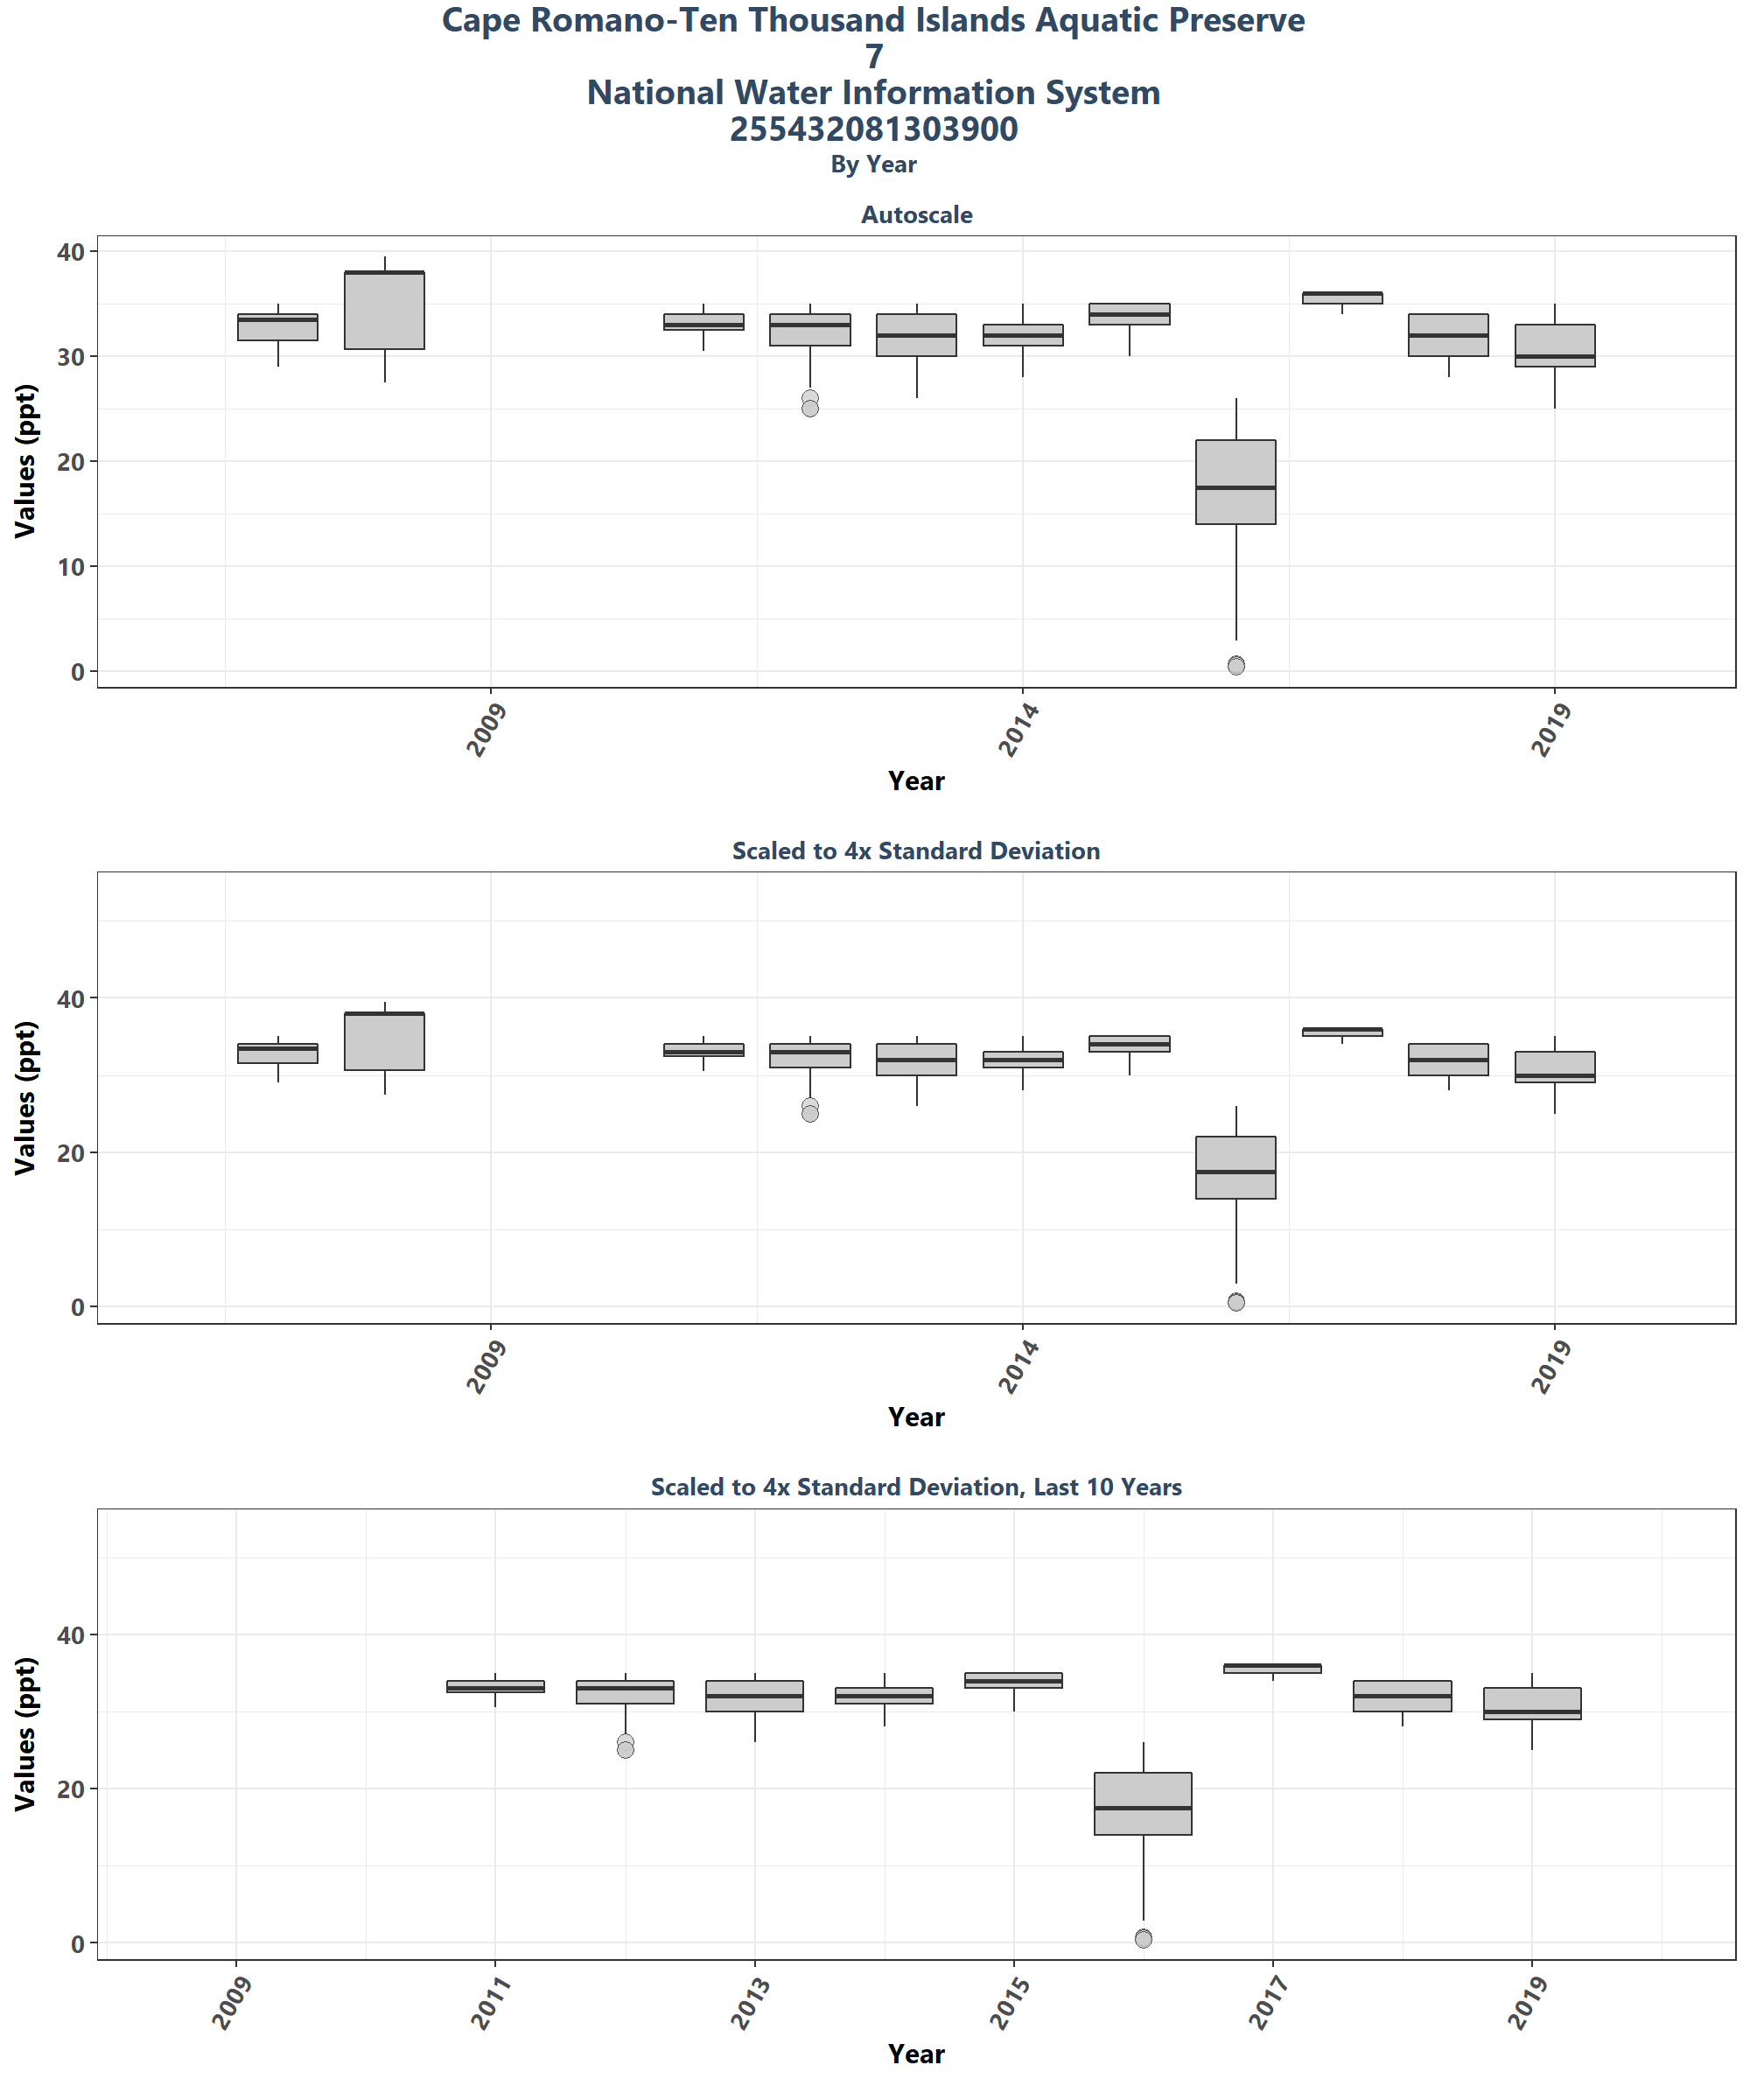 Cape Romano-Ten Thousand Islands Aquatic Preserve
7
National Water Information System
255432081303900
By Year
Autoscale
Values (ppt)
40
30
20
10
0
2009
2014
2019
Year
Scaled to 4x Standard Deviation
Values (ppt)
40
20
0
2009
2014
2019
Year
Scaled to 4x Standard Deviation, Last 10 Years
Values (ppt)
40
20
0
2009
2011
2013
2015
2017
2019
Year